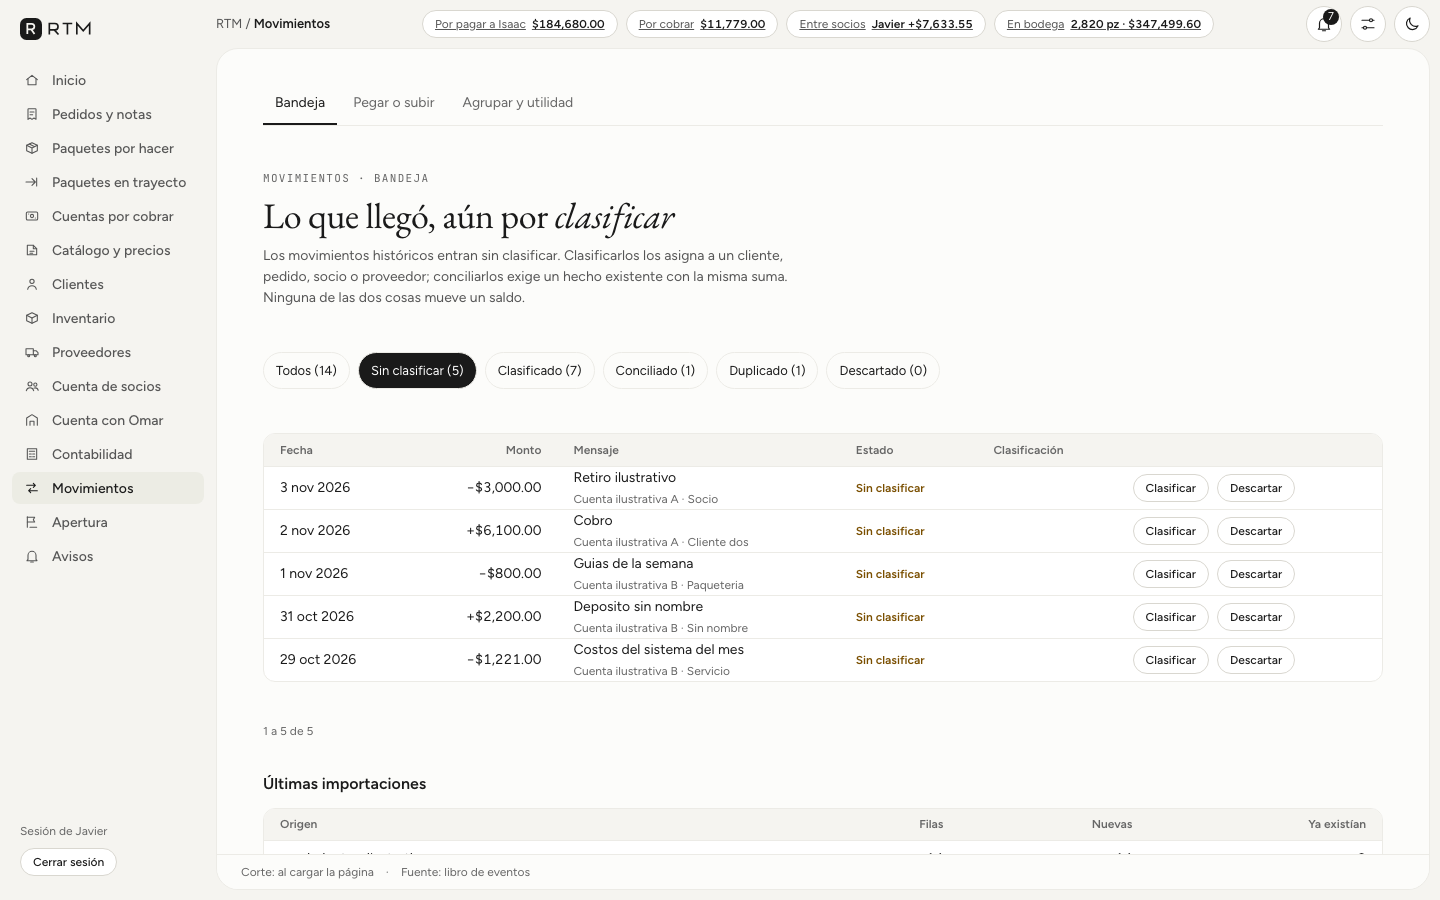 R RTM
RTM / Movimientos
Por pagar a Isaac $184,680.00
Por cobrar $11,779.00
Entre socios Javier +$7,633.55
En bodega 2,820 pz · $347,499.60
7
Inicio
Pedidos y notas
Paquetes por hacer
Paquetes en trayecto
Cuentas por cobrar
Catálogo y precios
Clientes
Inventario
Proveedores
Cuenta de socios
Cuenta con Omar
Contabilidad
Movimientos
Apertura
Avisos
Sesión de Javier
Cerrar sesión
Bandeja Pegar o subir Agrupar y utilidad
MOVIMIENTOS · BANDEJA
Lo que llegó, aún por clasificar
Los movimientos históricos entran sin clasificar. Clasificarlos los asigna a un cliente,
pedido, socio o proveedor; conciliarlos exige un hecho existente con la misma suma.
Ninguna de las dos cosas mueve un saldo.
Todos (14) Sin clasificar (5) Clasificado (7) Conciliado (1) Duplicado (1) Descartado (0)
Fecha Monto Mensaje Estado Clasificación
3 nov 2026 −$3,000.00 Retiro ilustrativo Sin clasificar Clasificar Descartar
Cuenta ilustrativa A · Socio
2 nov 2026 +$6,100.00 Cobro Sin clasificar Clasificar Descartar
Cuenta ilustrativa A · Cliente dos
1 nov 2026 −$800.00 Guias de la semana Sin clasificar Clasificar Descartar
Cuenta ilustrativa B · Paqueteria
31 oct 2026 +$2,200.00 Deposito sin nombre Sin clasificar Clasificar Descartar
Cuenta ilustrativa B · Sin nombre
29 oct 2026 −$1,221.00 Costos del sistema del mes Sin clasificar Clasificar Descartar
Cuenta ilustrativa B · Servicio
1 a 5 de 5
Últimas importaciones
Origen Filas Nuevas Ya existían
Corte: al cargar la página · Fuente: libro de eventos